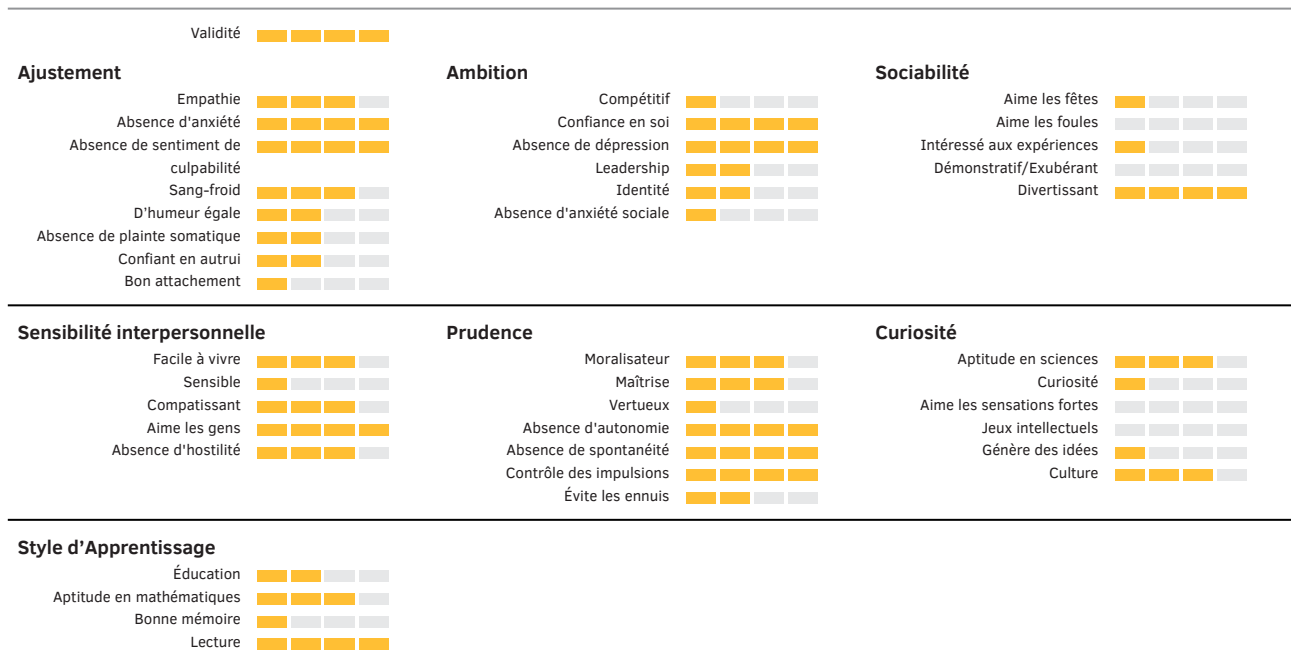 Validité
Ajustement
Empathie
Absence d'anxiété
Absence de sentiment de
culpabilité
Sang-froid
D'humeur égale
Absence de plainte somatique
Confiant en autrui
Bon attachement
Ambition
Compétitif
Confiance en soi
Absence de dépression
Leadership
Identité
Absence d'anxiété sociale
Sociabilité
Aime les fêtes
Aime les foules
Intéressé aux expériences
Démonstratif/Exubérant
Divertissant
Sensibilité interpersonnelle
Facile à vivre
Sensible
Compatissant
Aime les gens
Absence d'hostilité
Prudence
Moralisateur
Maîtrise
Vertueux
Absence d'autonomie
Absence de spontanéité
Contrôle des impulsions
Évite les ennuis
Curiosité
Aptitude en sciences
Curiosité
Aime les sensations fortes
Jeux intellectuels
Génère des idées
Culture
Style d’Apprentissage
Éducation
Aptitude en mathématiques
Bonne mémoire
Lecture